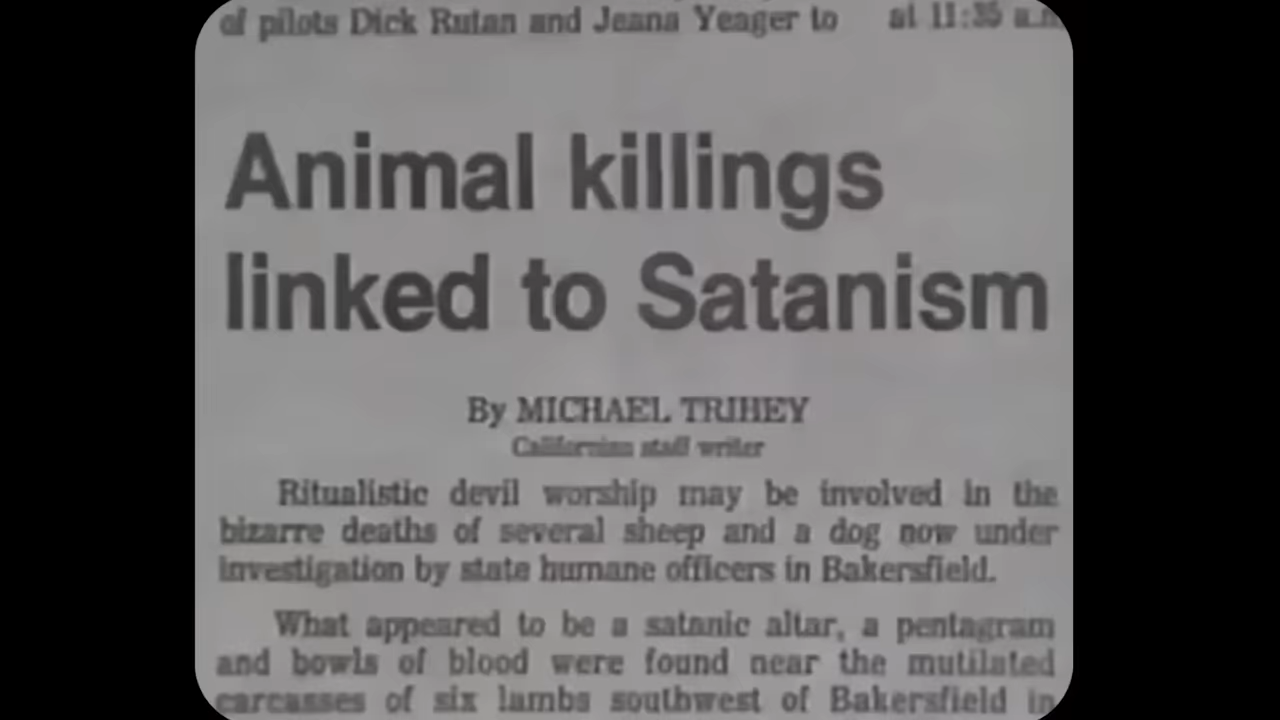 of pilots Dick Rutan and Jeana Yeager to
at 11:35 a.m
Animal killings
linked to Satanism
By MICHAEL TRIHEY
Californian staff writer
Ritualistic devil worship may be involved in the
bizarre deaths of several sheep and a dog now under
investigation by state humane officers in Bakersfield.
What appeared to be a satanic altar, a pentagram
and bowls of blood were found near the mutilated
carcasses of six lambs southwest of Bakersfield in